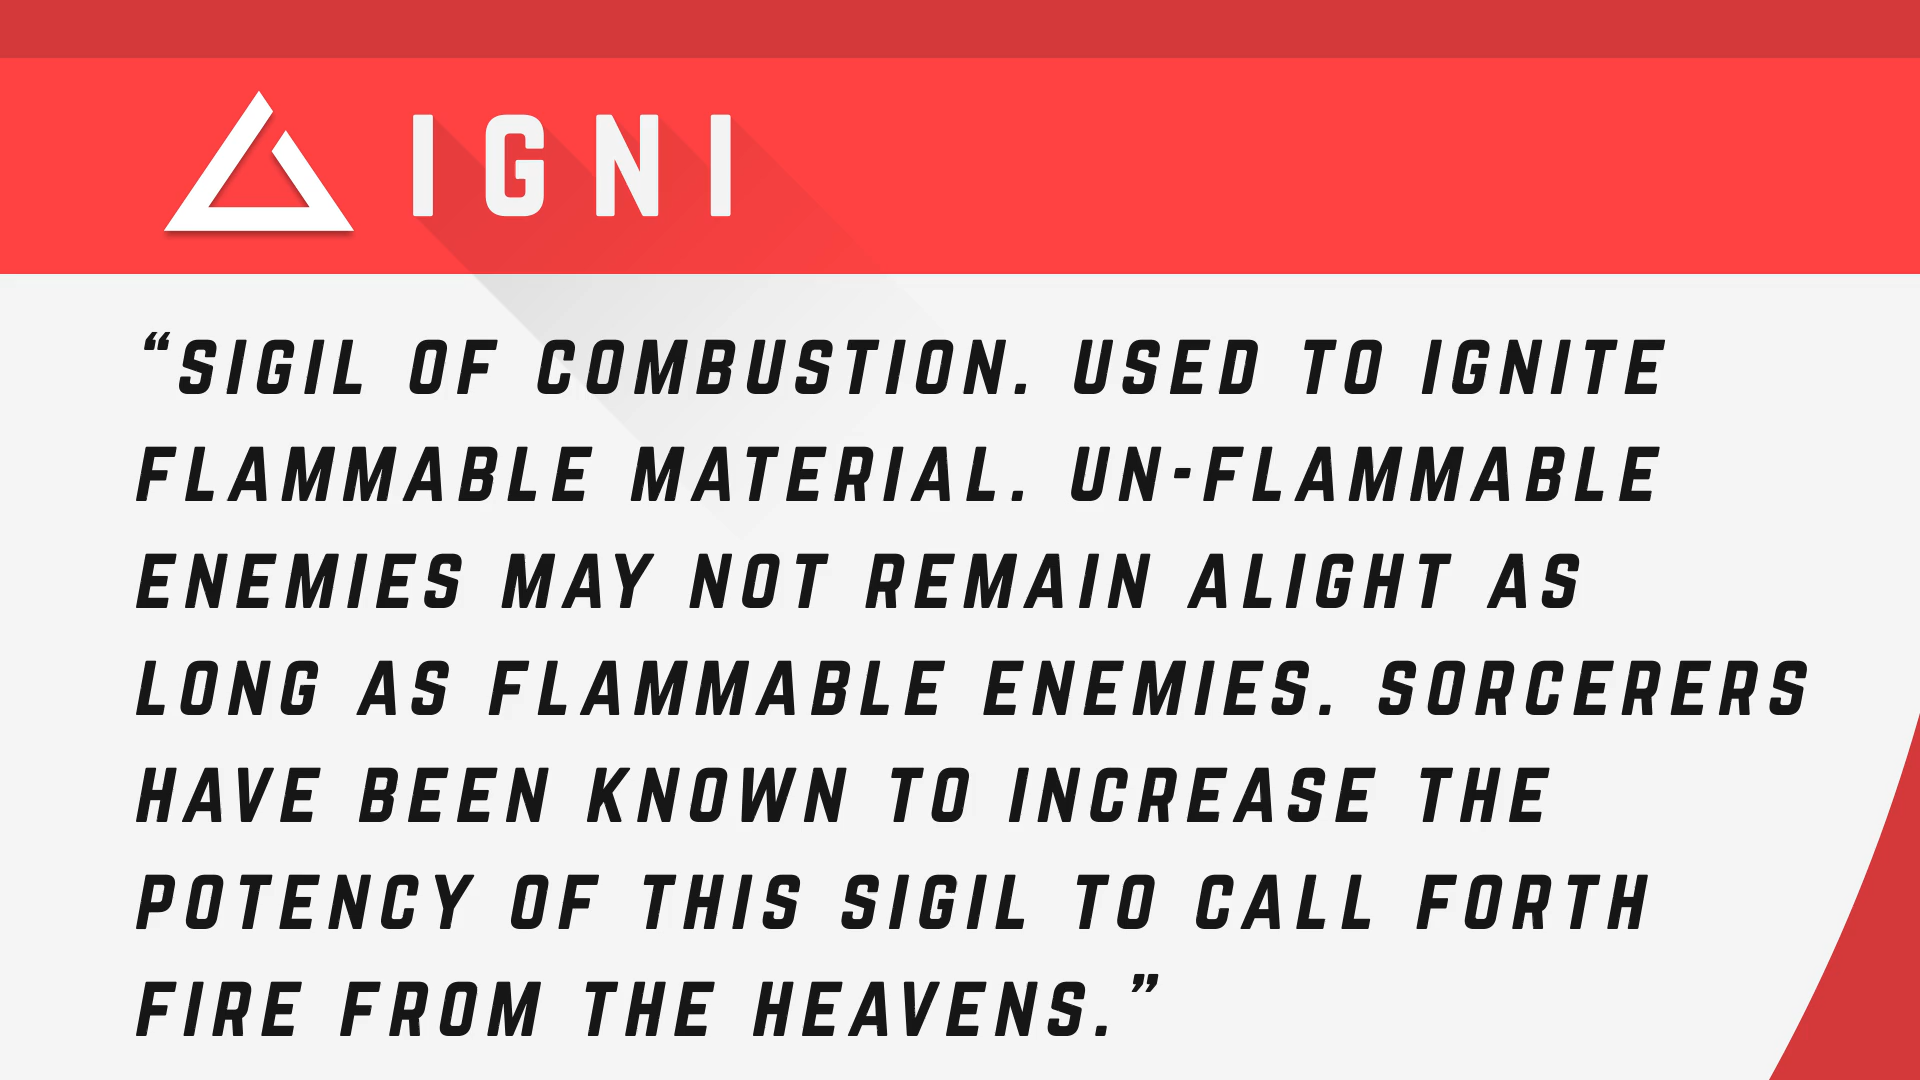 IGNI
“SIGIL OF COMBUSTION. USED TO IGNITE
FLAMMABLE MATERIAL. UN-FLAMMABLE
ENEMIES MAY NOT REMAIN ALIGHT AS
LONG AS FLAMMABLE ENEMIES. SORCERERS
HAVE BEEN KNOWN TO INCREASE THE
POTENCY OF THIS SIGIL TO CALL FORTH
FIRE FROM THE HEAVENS.”